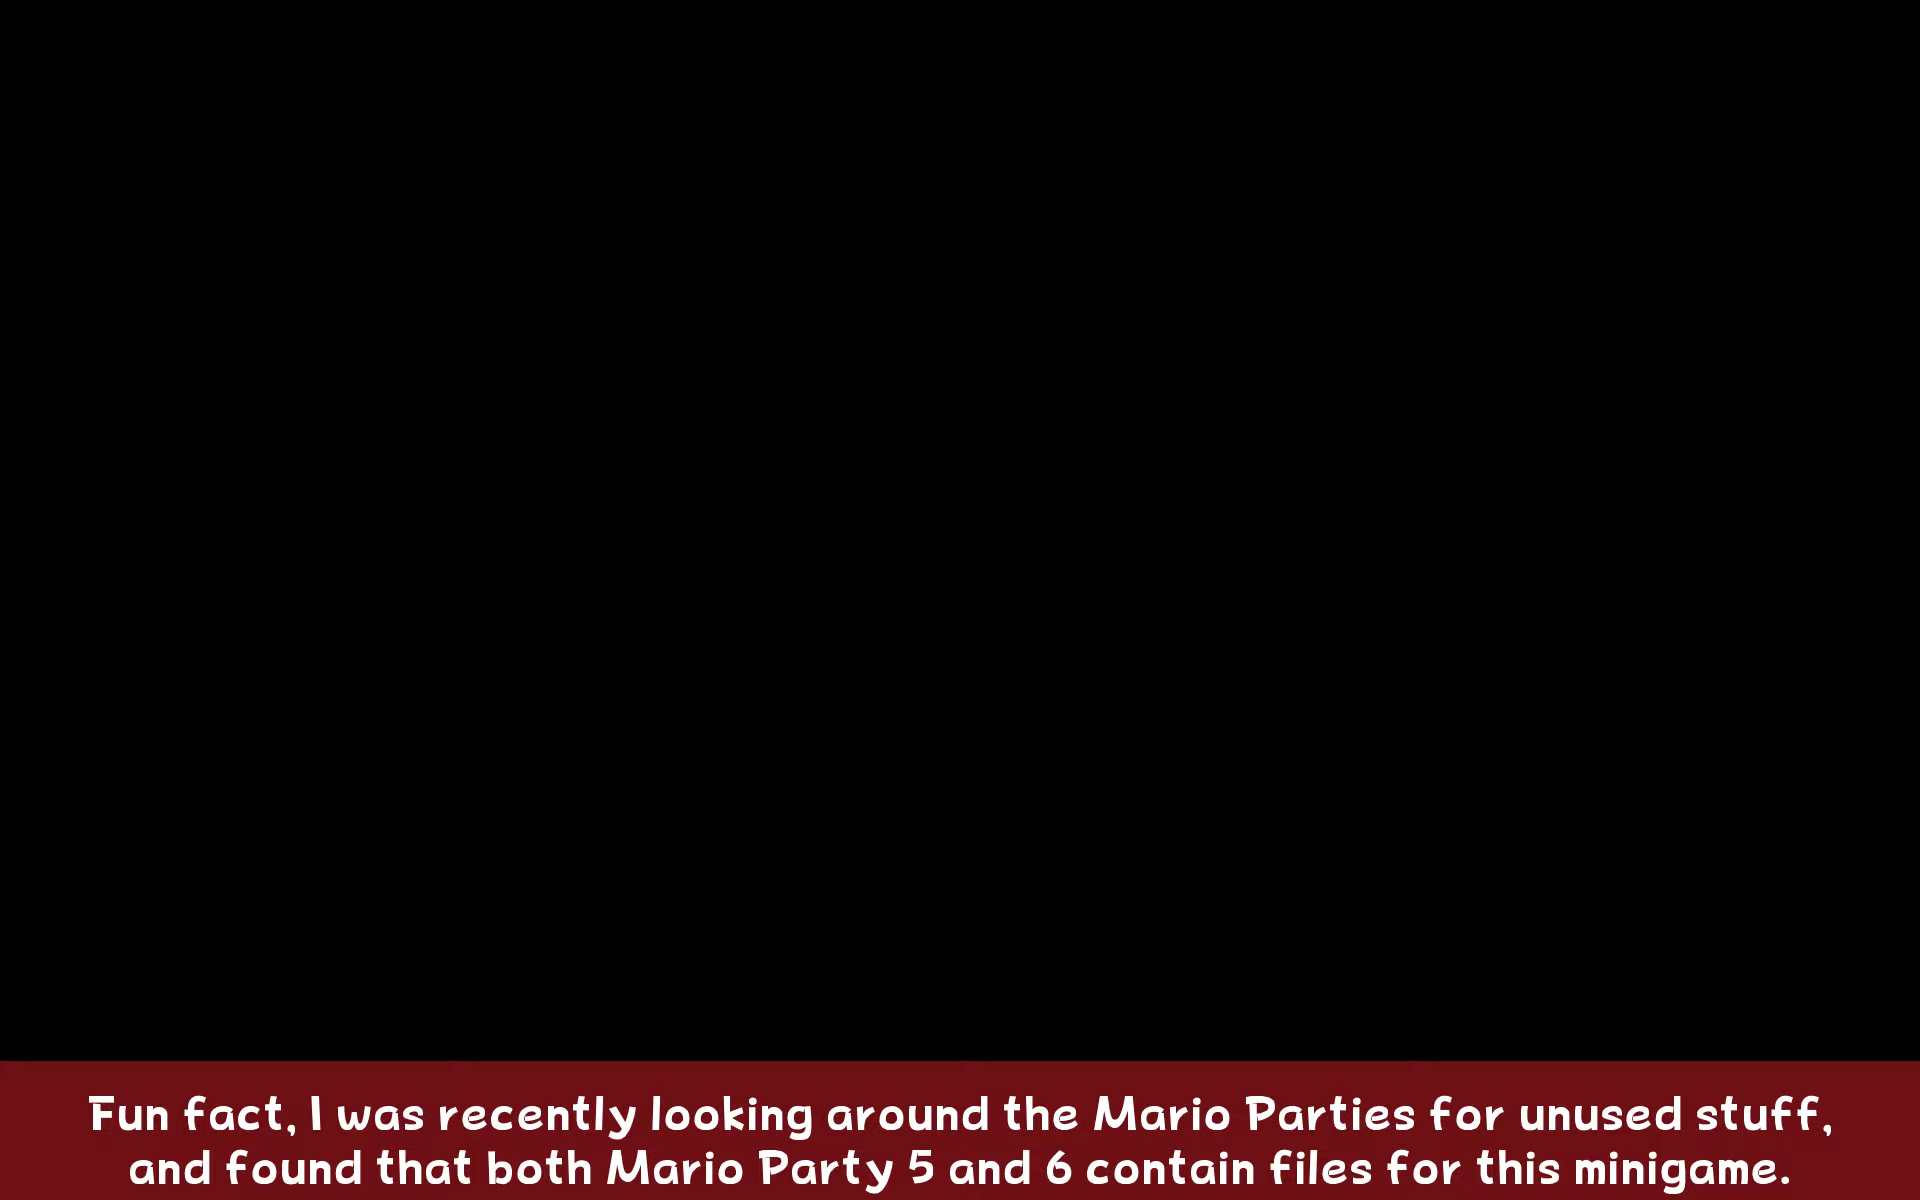 Fun fact, I was recently looking around the Mario Parties for unused stuff,
and found that both Mario Party 5 and 6 contain files for this minigame.